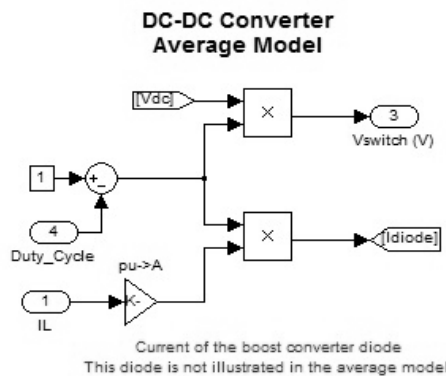 DC-DC Converter
Average Model
[Vdc]
×
3
Vswitch (V)
1
+
-
4
Duty_Cycle
×
[Idiode]
pu->A
1
K-
IL
Current of the boost converter diode
This diode is not illustrated in the average model